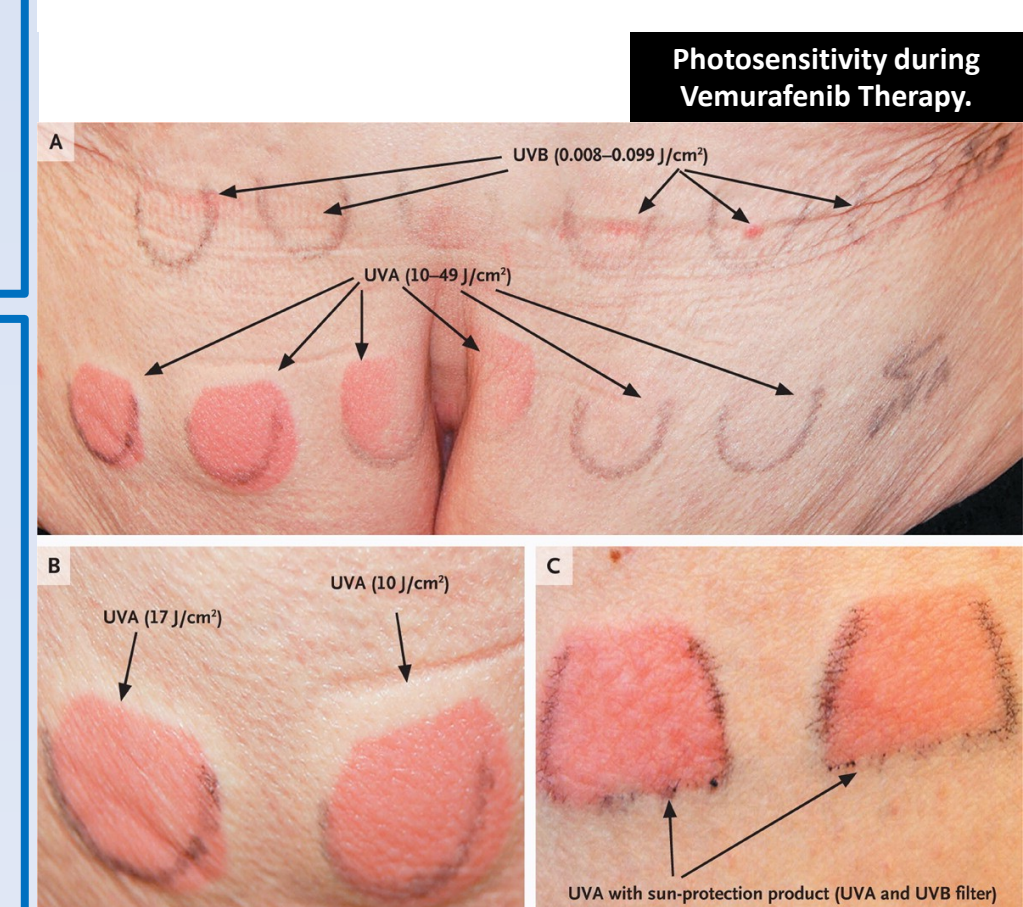 Photosensitivity during
Vemurafenib Therapy.
A
UVB (0.008–0.099 J/cm²)
UVA (10–49 J/cm²)
B
UVA (10 J/cm²)
UVA (17 J/cm²)
C
UVA with sun-protection product (UVA and UVB filter)